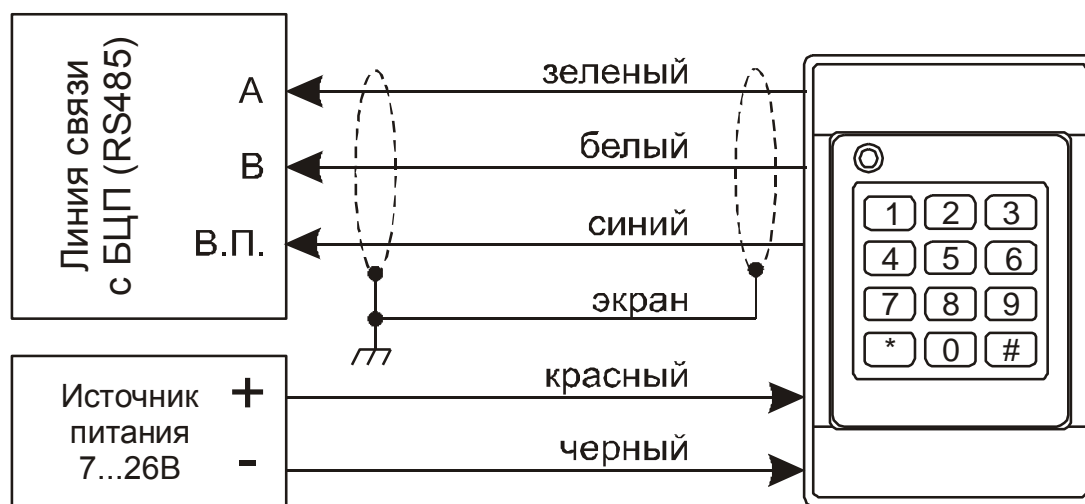 Линия связи
с БЦП (RS485)
А
В
В.П.
зеленый
белый
синий
экран
Источник
питания
7...26В
+
-
красный
черный
1 2 3
4 5 6
7 8 9
* 0 #